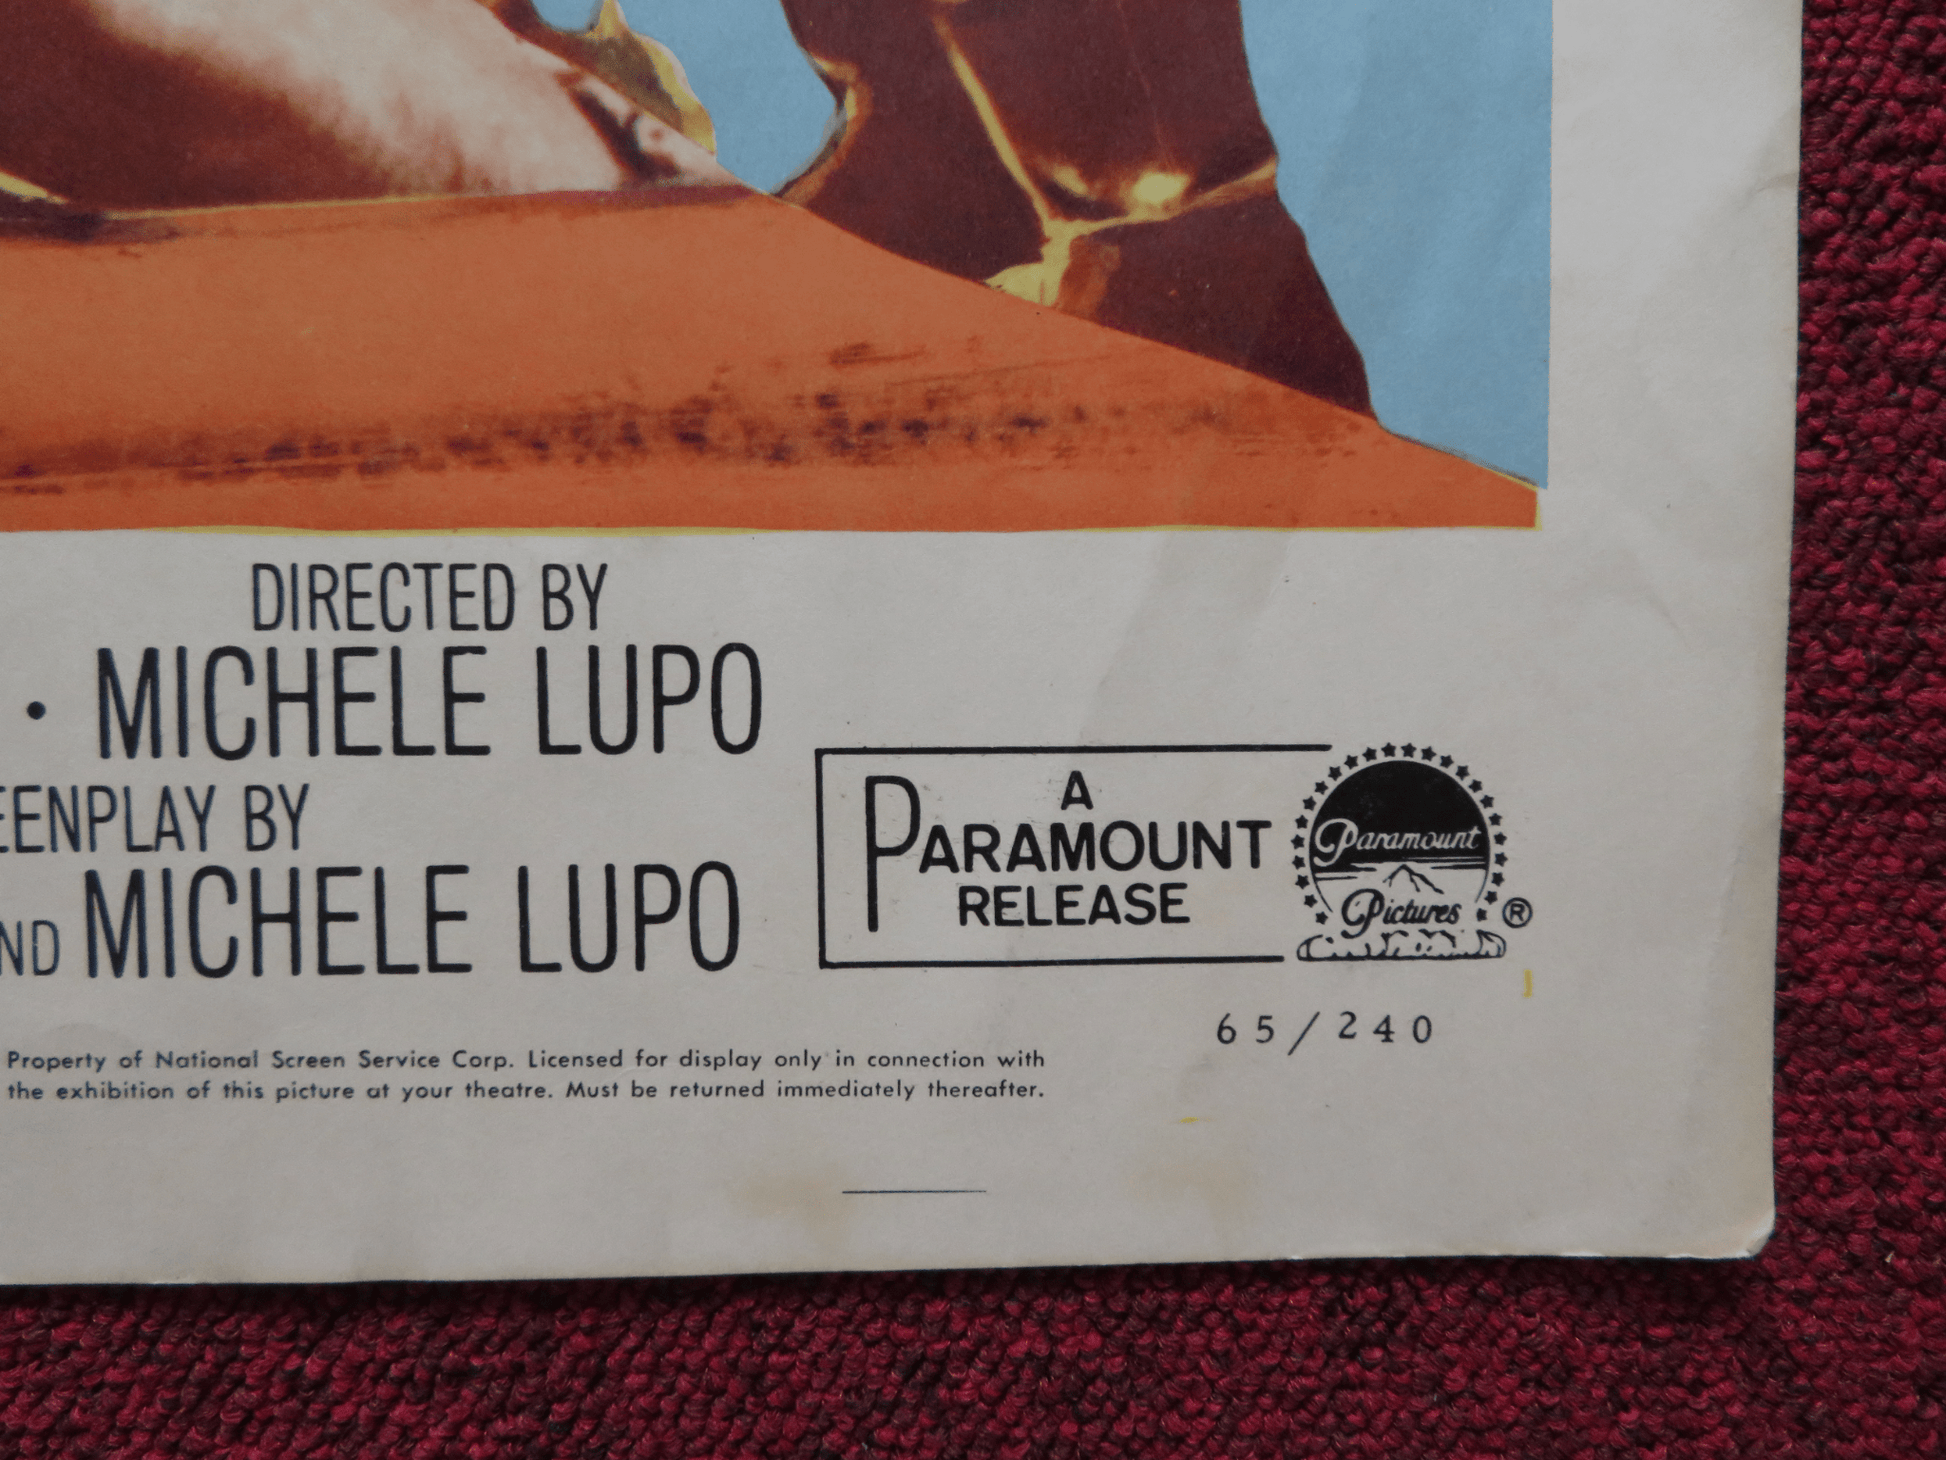 DIRECTED BY
• MICHELE LUPO
EENPLAY BY
ND MICHELE LUPO
A
PARAMOUNT
RELEASE
Paramount
Pictures ®
65/240
Property of National Screen Service Corp. Licensed for display only in connection with
the exhibition of this picture at your theatre. Must be returned immediately thereafter.